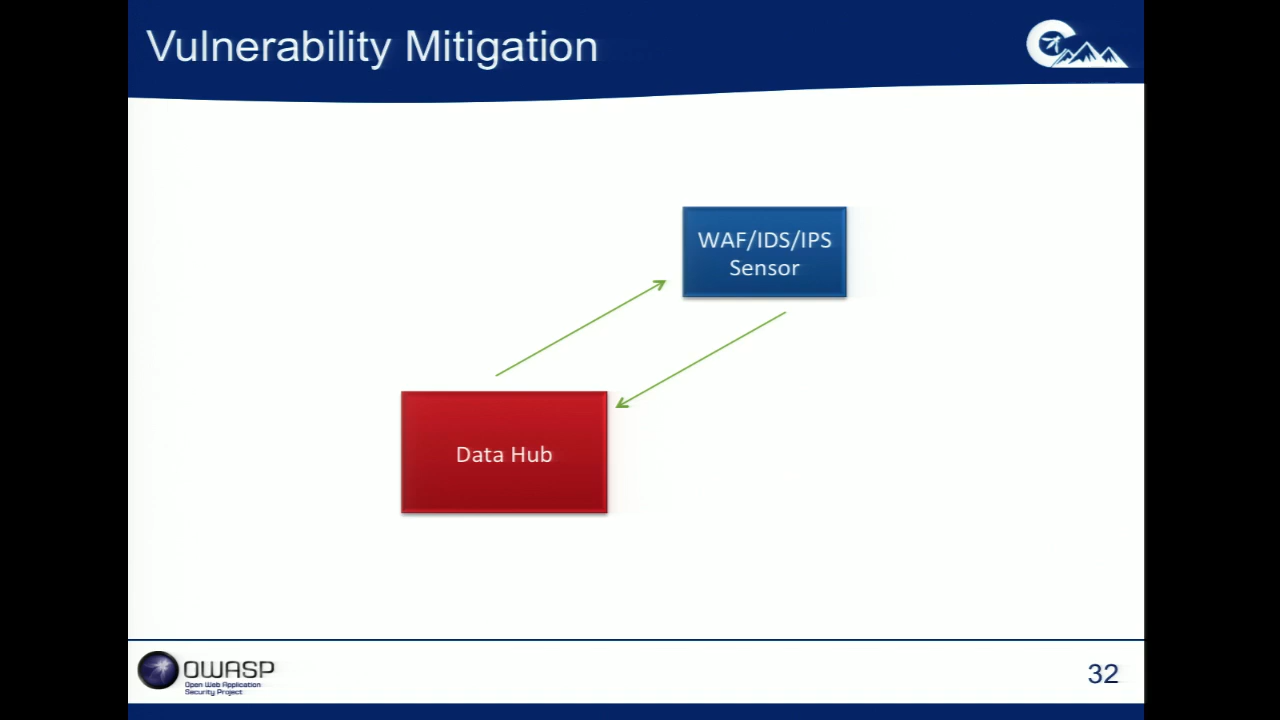 Vulnerability Mitigation
WAF/IDS/IPS
Sensor
Data Hub
OWASP
Open Web Application
Security Project
32